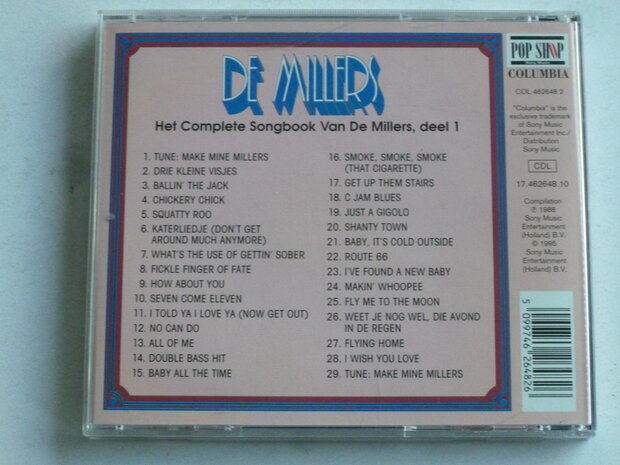 DE MILLERS
Het Complete Songbook Van De Millers, deel 1
1. TUNE: MAKE MINE MILLERS
2. DRIE KLEINE VISJES
3. BALLIN' THE JACK
4. CHICKERY CHICK
5. SQUATTY ROO
6. KATERLIEDJE (DON'T GET
AROUND MUCH ANYMORE)
7. WHAT'S THE USE OF GETTIN' SOBER
8. FICKLE FINGER OF FATE
9. HOW ABOUT YOU
10. SEVEN COME ELEVEN
11. I TOLD YA I LOVE YA (NOW GET OUT)
12. NO CAN DO
13. ALL OF ME
14. DOUBLE BASS HIT
15. BABY ALL THE TIME
16. SMOKE, SMOKE, SMOKE
(THAT CIGARETTE)
17. GET UP THEM STAIRS
18. C JAM BLUES
19. JUST A GIGOLO
20. SHANTY TOWN
21. BABY, IT'S COLD OUTSIDE
22. ROUTE 66
23. I'VE FOUND A NEW BABY
24. MAKIN' WHOOPEE
25. FLY ME TO THE MOON
26. WEET JE NOG WEL, DIE AVOND
IN DE REGEN
27. FLYING HOME
28. I WISH YOU LOVE
29. TUNE: MAKE MINE MILLERS
POP SHOP
Sony Music
COLUMBIA
COL 462648 2
"Columbia" is the
exclusive trademark
of Sony Music
Entertainment Inc./
Distribution
Sony Music
CDL
17.462648.10
Compilation
℗ 1988
Sony Music
Entertainment
(Holland) B.V.
© 1995
Sony Music
Entertainment
(Holland) B.V.
5 099746 264826